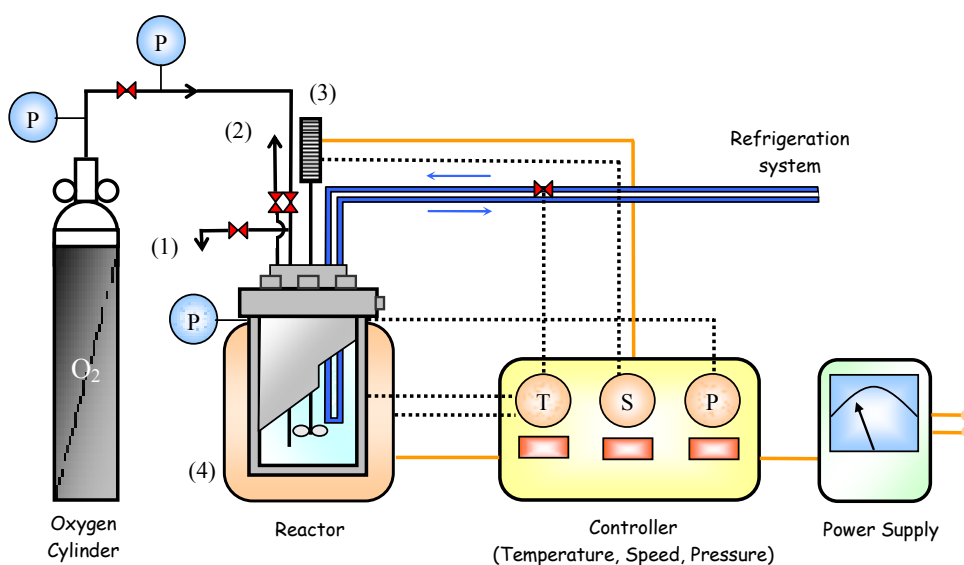 P
P
(3)
(2)
Refrigeration
system
(1)
P
O2
T
S
P
(4)
Oxygen
Cylinder
Reactor
Controller
(Temperature, Speed, Pressure)
Power Supply